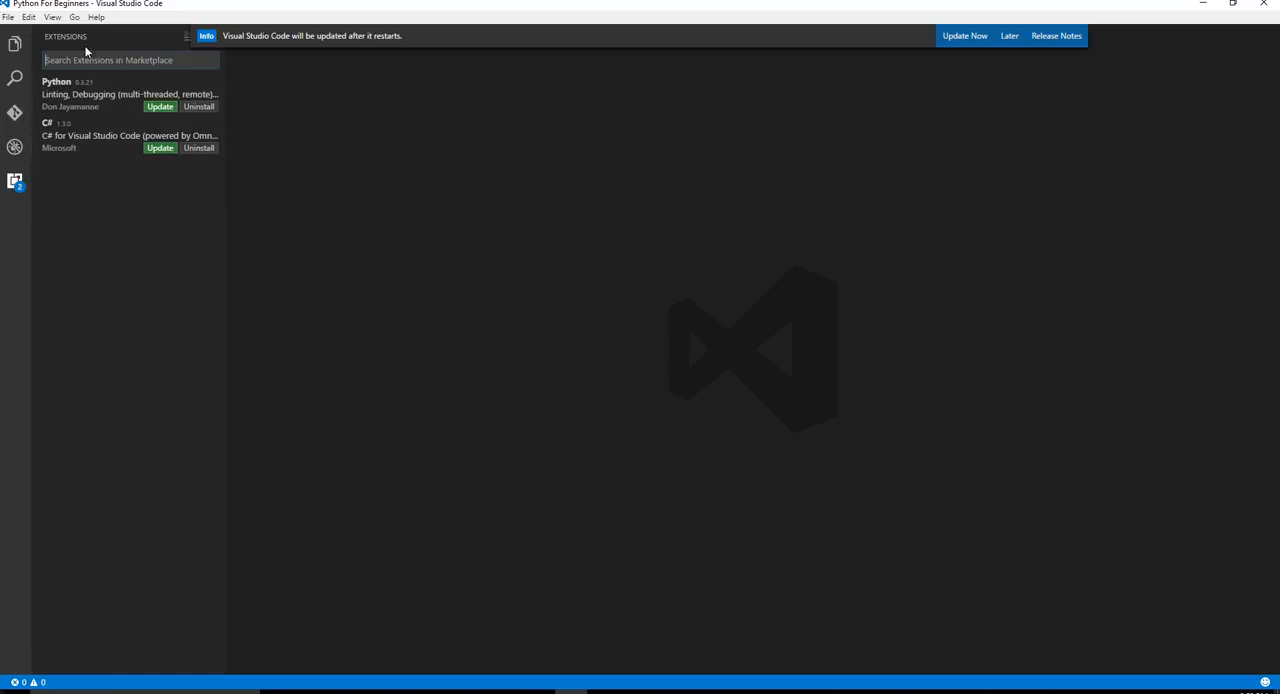 Python For Beginners - Visual Studio Code
File Edit View Go Help
EXTENSIONS
Info Visual Studio Code will be updated after it restarts. Update Now Later Release Notes
Search Extensions in Marketplace
Python 0.3.21
Linting, Debugging (multi-threaded, remote)...
Don Jayamanne Update Uninstall
C# 1.3.0
C# for Visual Studio Code (powered by Omn...
Microsoft Update Uninstall
2
0 0